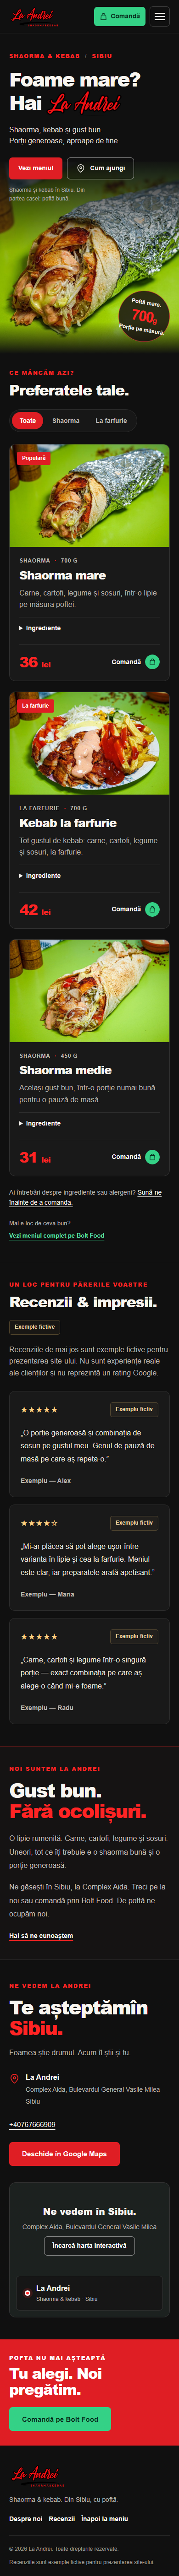 La Andrei
Comandă
SHAORMA & KEBAB / SIBIU
Foame mare?
Hai La Andrei
Shaorma, kebab și gust bun.
Porții generoase, aproape de tine.
Vezi meniul
Cum ajungi
Shaorma și kebab în Sibiu. Din
partea casei: poftă bună.
Poftă mare.
700g
Porție pe măsură.
CE MÂNCĂM AZI?
Preferatele tale.
Toate
Shaorma
La farfurie
Populară
SHAORMA · 700 G
Shaorma mare
Carne, cartofi, legume și sosuri, într-o lipie
pe măsura poftei.
Ingrediente
36 lei
Comandă
La farfurie
LA FARFURIE · 700 G
Kebab la farfurie
Tot gustul de kebab: carne, cartofi, legume
și sosuri, la farfurie.
Ingrediente
42 lei
Comandă
SHAORMA · 450 G
Shaorma medie
Același gust bun, într-o porție numai bună
pentru o pauză de masă.
Ingrediente
31 lei
Comandă
Ai întrebări despre ingrediente sau alergeni? Sună-ne
înainte de a comanda.
Mai e loc de ceva bun?
Vezi meniul complet pe Bolt Food
UN LOC PENTRU PĂRERILE VOASTRE
Recenzii & impresii.
Exemple fictive
Recenziile de mai jos sunt exemple fictive pentru
prezentarea site-ului. Nu sunt experiențe reale
ale clienților și nu reprezintă un rating Google.
★★★★★
Exemplu fictiv
„O porție generoasă și combinația de
sosuri pe gustul meu. Genul de pauză de
masă pe care aș repeta-o.”
Exemplu — Alex
★★★★☆
Exemplu fictiv
„Mi-ar plăcea să pot alege ușor între
varianta în lipie și cea la farfurie. Meniul
este clar, iar preparatele arată apetisant.”
Exemplu — Maria
★★★★★
Exemplu fictiv
„Carne, cartofi și legume într-o singură
porție — exact combinația pe care aș
alege-o când mi-e foame.”
Exemplu — Radu
NOI SUNTEM LA ANDREI
Gust bun.
Fără ocolișuri.
O lipie rumenită. Carne, cartofi, legume și sosuri.
Uneori, tot ce îți trebuie e o shaorma bună și o
porție generoasă.
Ne găsești în Sibiu, la Complex Aida. Treci pe la
noi sau comandă prin Bolt Food. De poftă ne
ocupăm noi.
Hai să ne cunoaștem
NE VEDEM LA ANDREI
Te așteptăm în
Sibiu.
Foamea știe drumul. Acum îl știi și tu.
La Andrei
Complex Aida, Bulevardul General Vasile Milea
Sibiu
+40767666909
Deschide în Google Maps
Ne vedem în Sibiu.
Complex Aida, Bulevardul General Vasile Milea
Încarcă harta interactivă
La Andrei
Shaorma & kebab · Sibiu
POFTA NU MAI AȘTEAPTĂ
Tu alegi. Noi
pregătim.
Comandă pe Bolt Food
La Andrei
Shaorma & kebab. Din Sibiu, cu poftă.
Despre noi
Recenzii
Înapoi la meniu
© 2026 La Andrei. Toate drepturile rezervate.
Recenziile sunt exemple fictive pentru prezentarea site-ului.